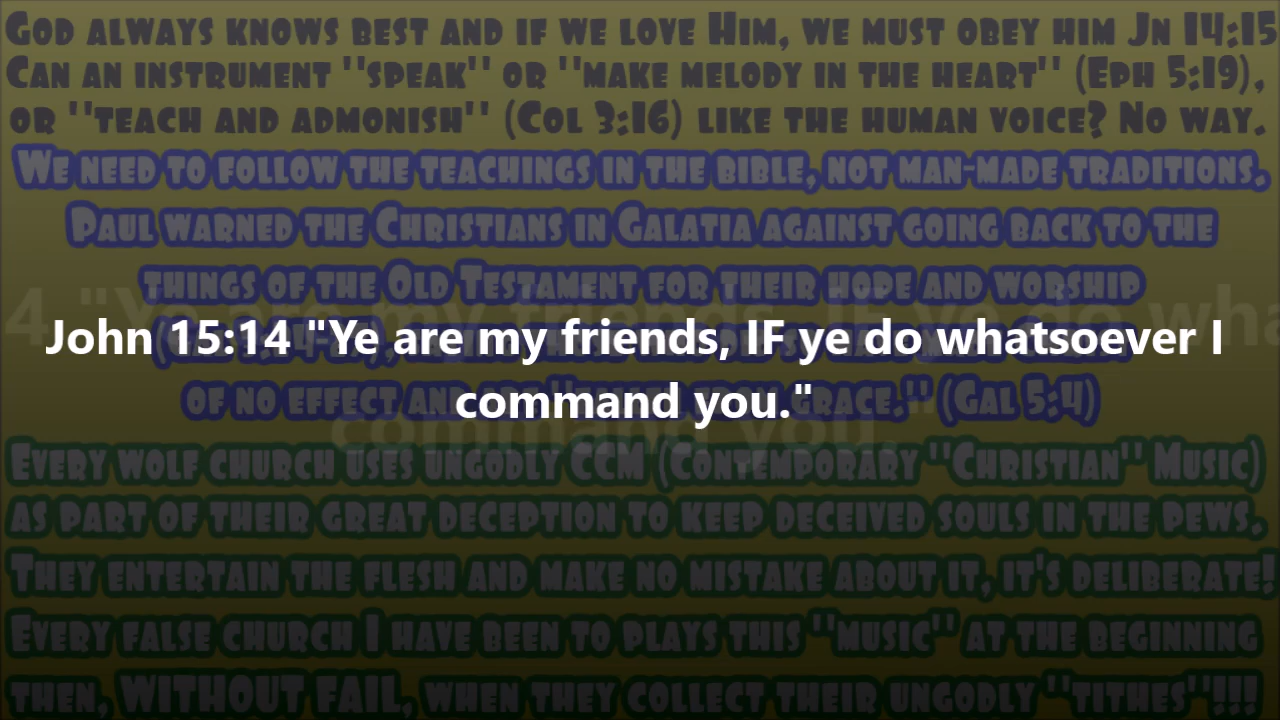 God always knows best and if we love Him, we must obey him Jn 14:15
Can an instrument ''speak'' or ''make melody in the heart'' (Eph 5:19),
or ''teach and admonish'' (Col 3:16) like the human voice? No way.
We need to follow the teachings in the bible, not man-made traditions.
Paul warned the Christians in Galatia against going back to the
things of the Old Testament for their hope and worship
John 15:14 "Ye are my friends, IF ye do whatsoever I
command you."
of no effect and grace.'' (Gal 5:4)
Every wolf church uses ungodly CCM (Contemporary ''Christian'' Music)
as part of their great deception to keep deceived souls in the pews.
They entertain the flesh and make no mistake about it, it's deliberate!
Every false church I have been to plays this ''music'' at the beginning
then, WITHOUT FAIL, when they collect their ungodly ''tithes''!!!